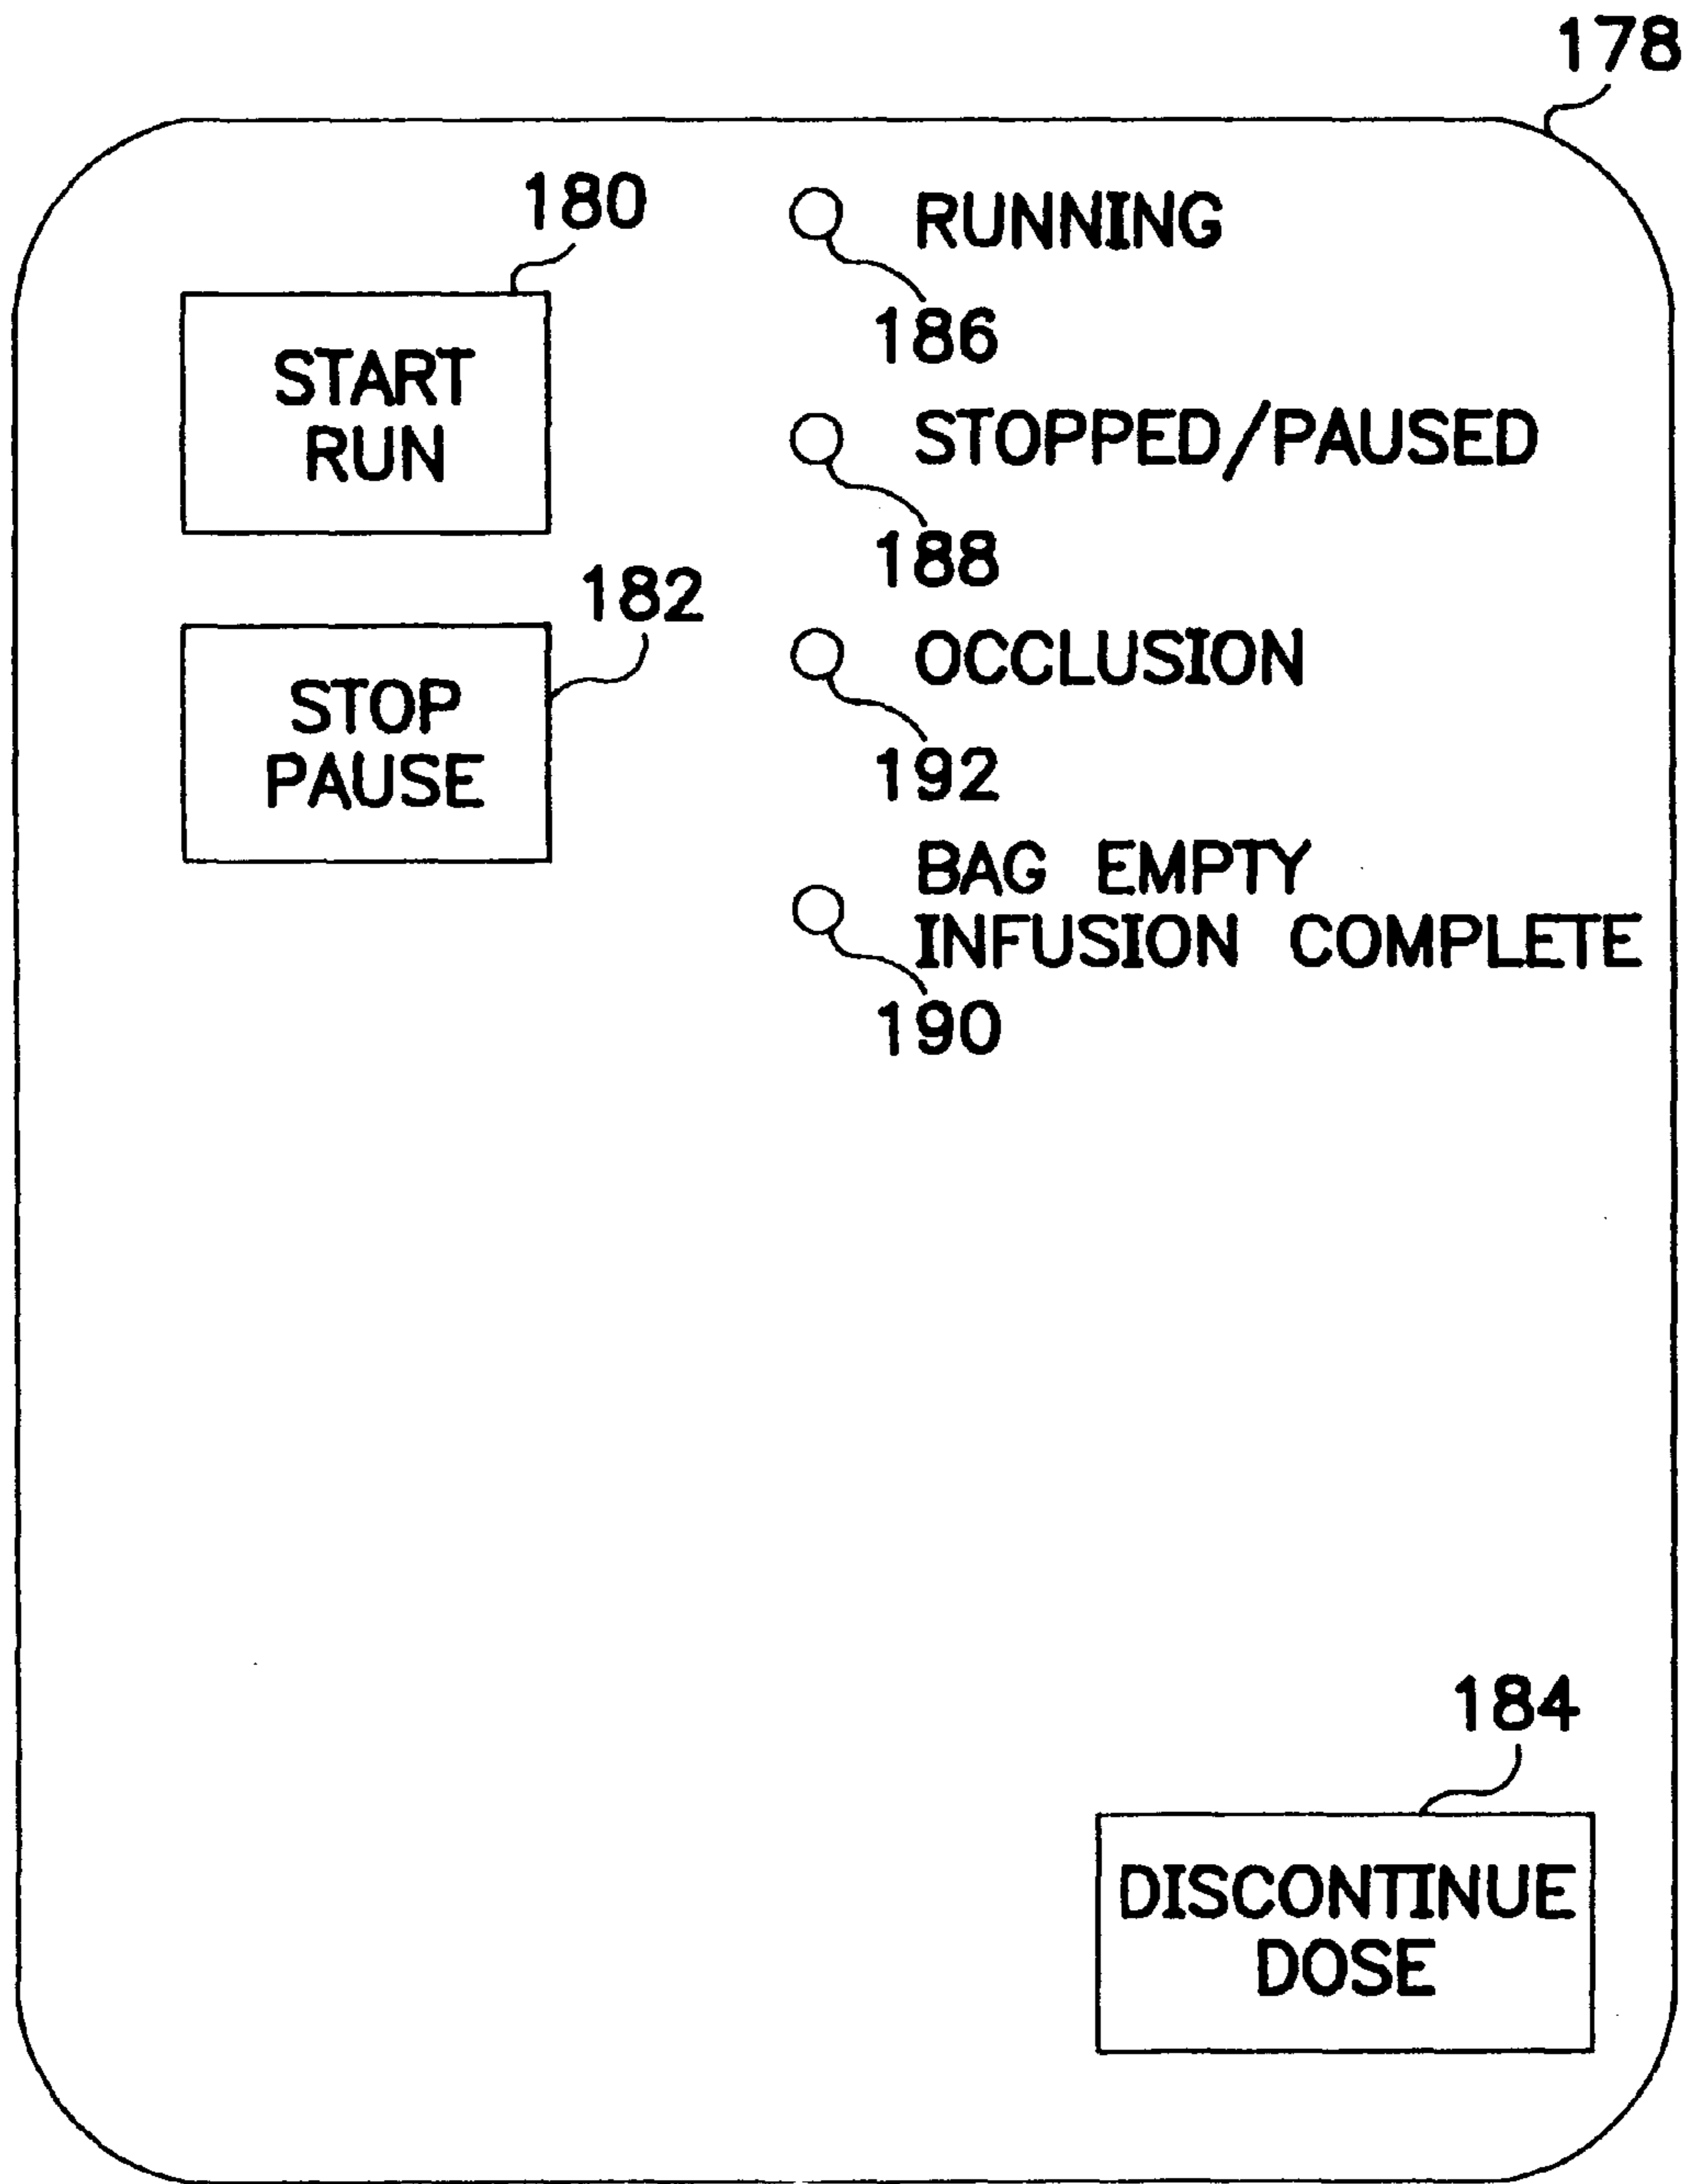 178
180
RUNNING
186
START
RUN
STOPPED/PAUSED
188
182
OCCLUSION
192
STOP
PAUSE
BAG EMPTY
INFUSION COMPLETE
190
184
DISCONTINUE
DOSE